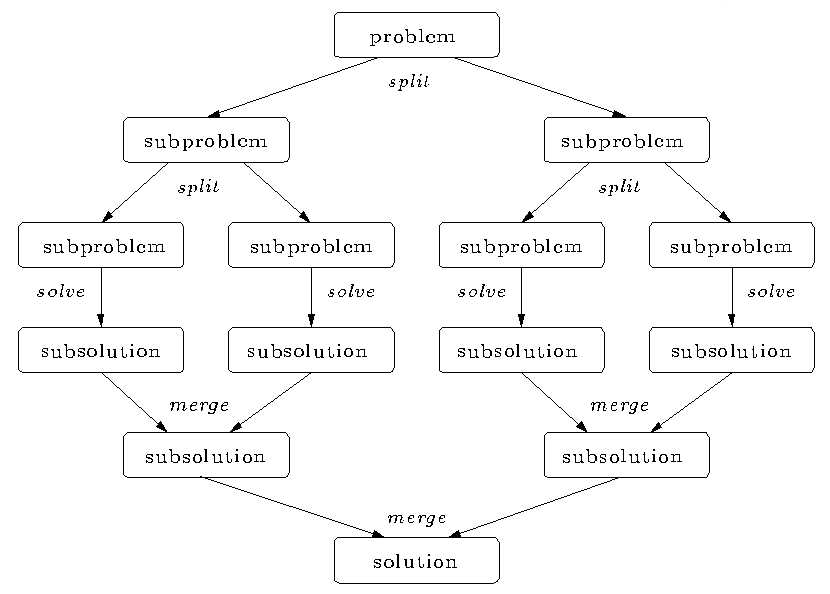 problem
split
subproblem subproblem
split split
subproblem subproblem subproblem subproblem
solve solve solve solve
subsolution subsolution subsolution subsolution
merge merge
subsolution subsolution
merge
solution